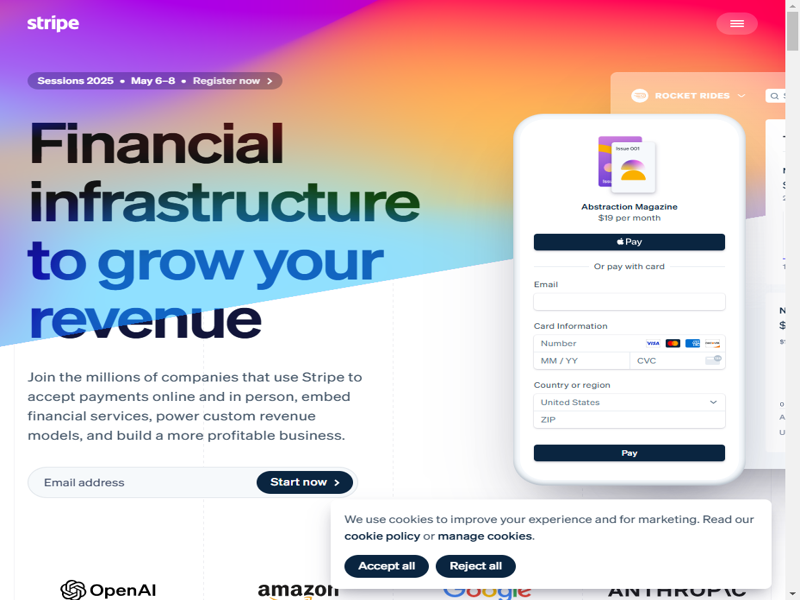 stripe
Sessions 2025 • May 6–8 • Register now
Financial
infrastructure
to grow your
revenue
Join the millions of companies that use Stripe to
accept payments online and in person, embed
financial services, power custom revenue
models, and build a more profitable business.
Email address
Start now
ROCKET RIDES
Issue 001
Abstraction Magazine
$19 per month
Pay
Or pay with card
Email
Card Information
Number
VISA
MM / YY
CVC
Country or region
United States
ZIP
Pay
We use cookies to improve your experience and for marketing. Read our
cookie policy or manage cookies.
Accept all
Reject all
OpenAI
amazon
Google
ANTHROP\C